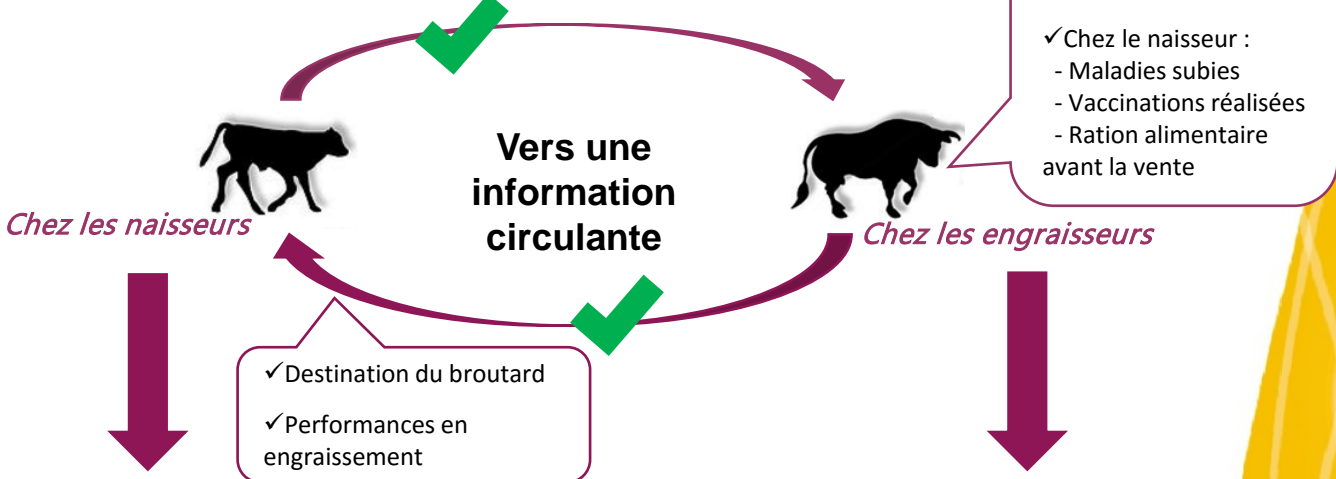 ✓Chez le naisseur :
- Maladies subies
- Vaccinations réalisées
- Ration alimentaire
avant la vente
Vers une
information
circulante
Chez les naisseurs
Chez les engraisseurs
✓Destination du broutard
✓Performances en
engraissement